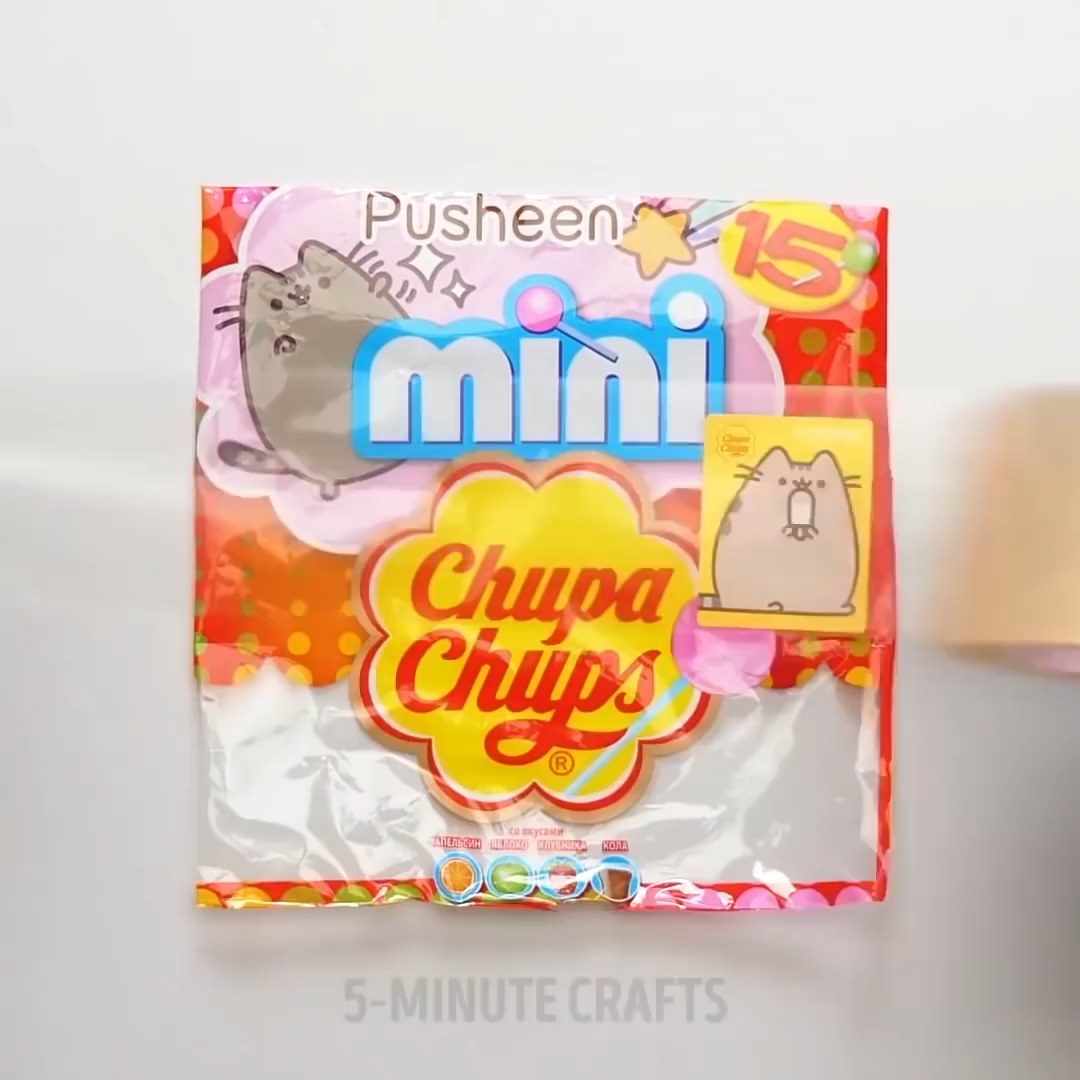 Pusheen
15
mini
Chupa
Chups
Chupa
Chups
®
со вкусами
АПЕЛЬСИН ЯБЛОКО КЛУБНИКА КОЛА
5-MINUTE CRAFTS